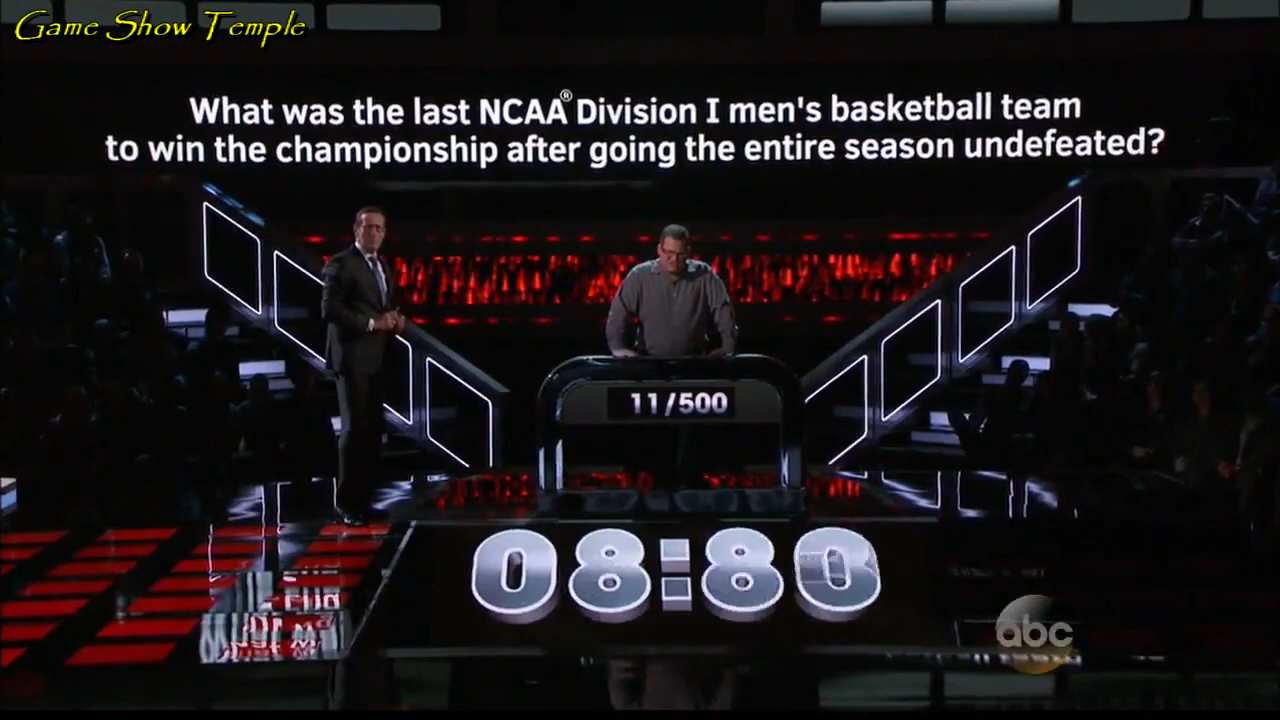 Game Show Temple
What was the last NCAA® Division I men's basketball team
to win the championship after going the entire season undefeated?
11/500
08:80
abc